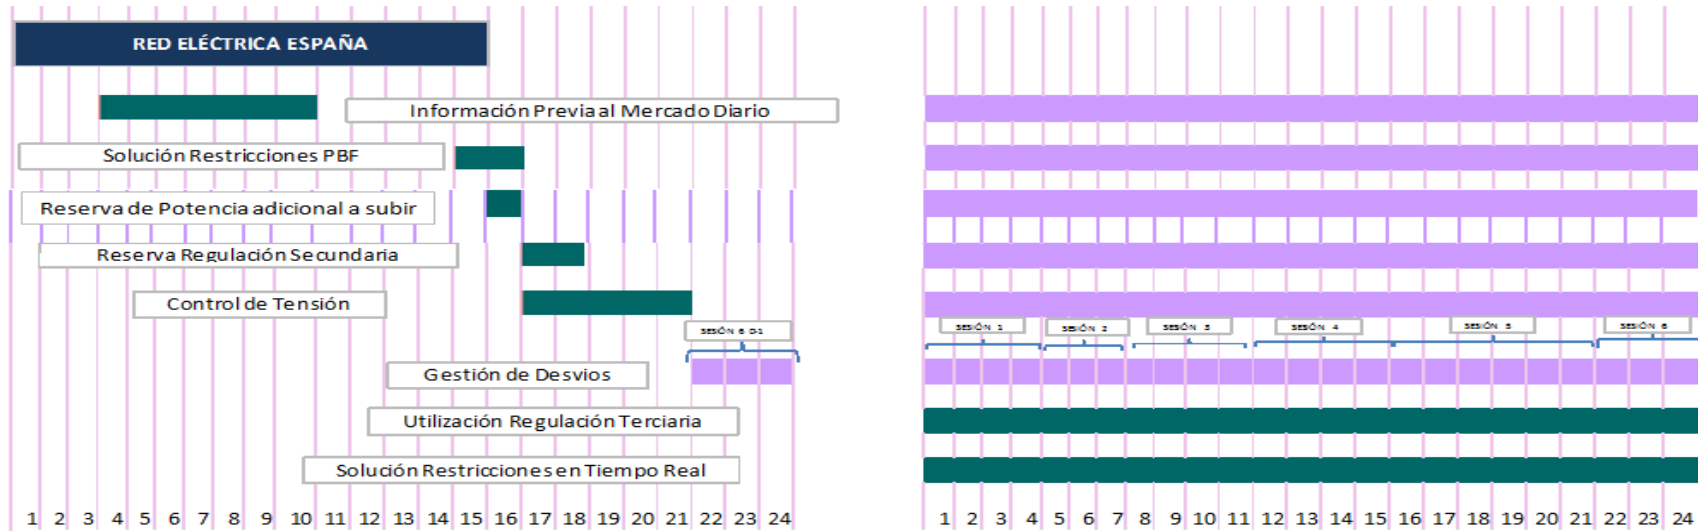 RED ELÉCTRICA ESPAÑA
Información Previa al Mercado Diario
Solución Restricciones PBF
Reserva de Potencia adicional a subir
Reserva Regulación Secundaria
Control de Tensión
SESIÓN 6 D-1
SESIÓN 1
SESIÓN 2
SESIÓN 3
SESIÓN 4
SESIÓN 5
SESIÓN 6
Gestión de Desvios
Utilización Regulación Terciaria
Solución Restricciones en Tiempo Real
1 2 3 4 5 6 7 8 9 10 11 12 13 14 15 16 17 18 19 20 21 22 23 24
1 2 3 4 5 6 7 8 9 10 11 12 13 14 15 16 17 18 19 20 21 22 23 24